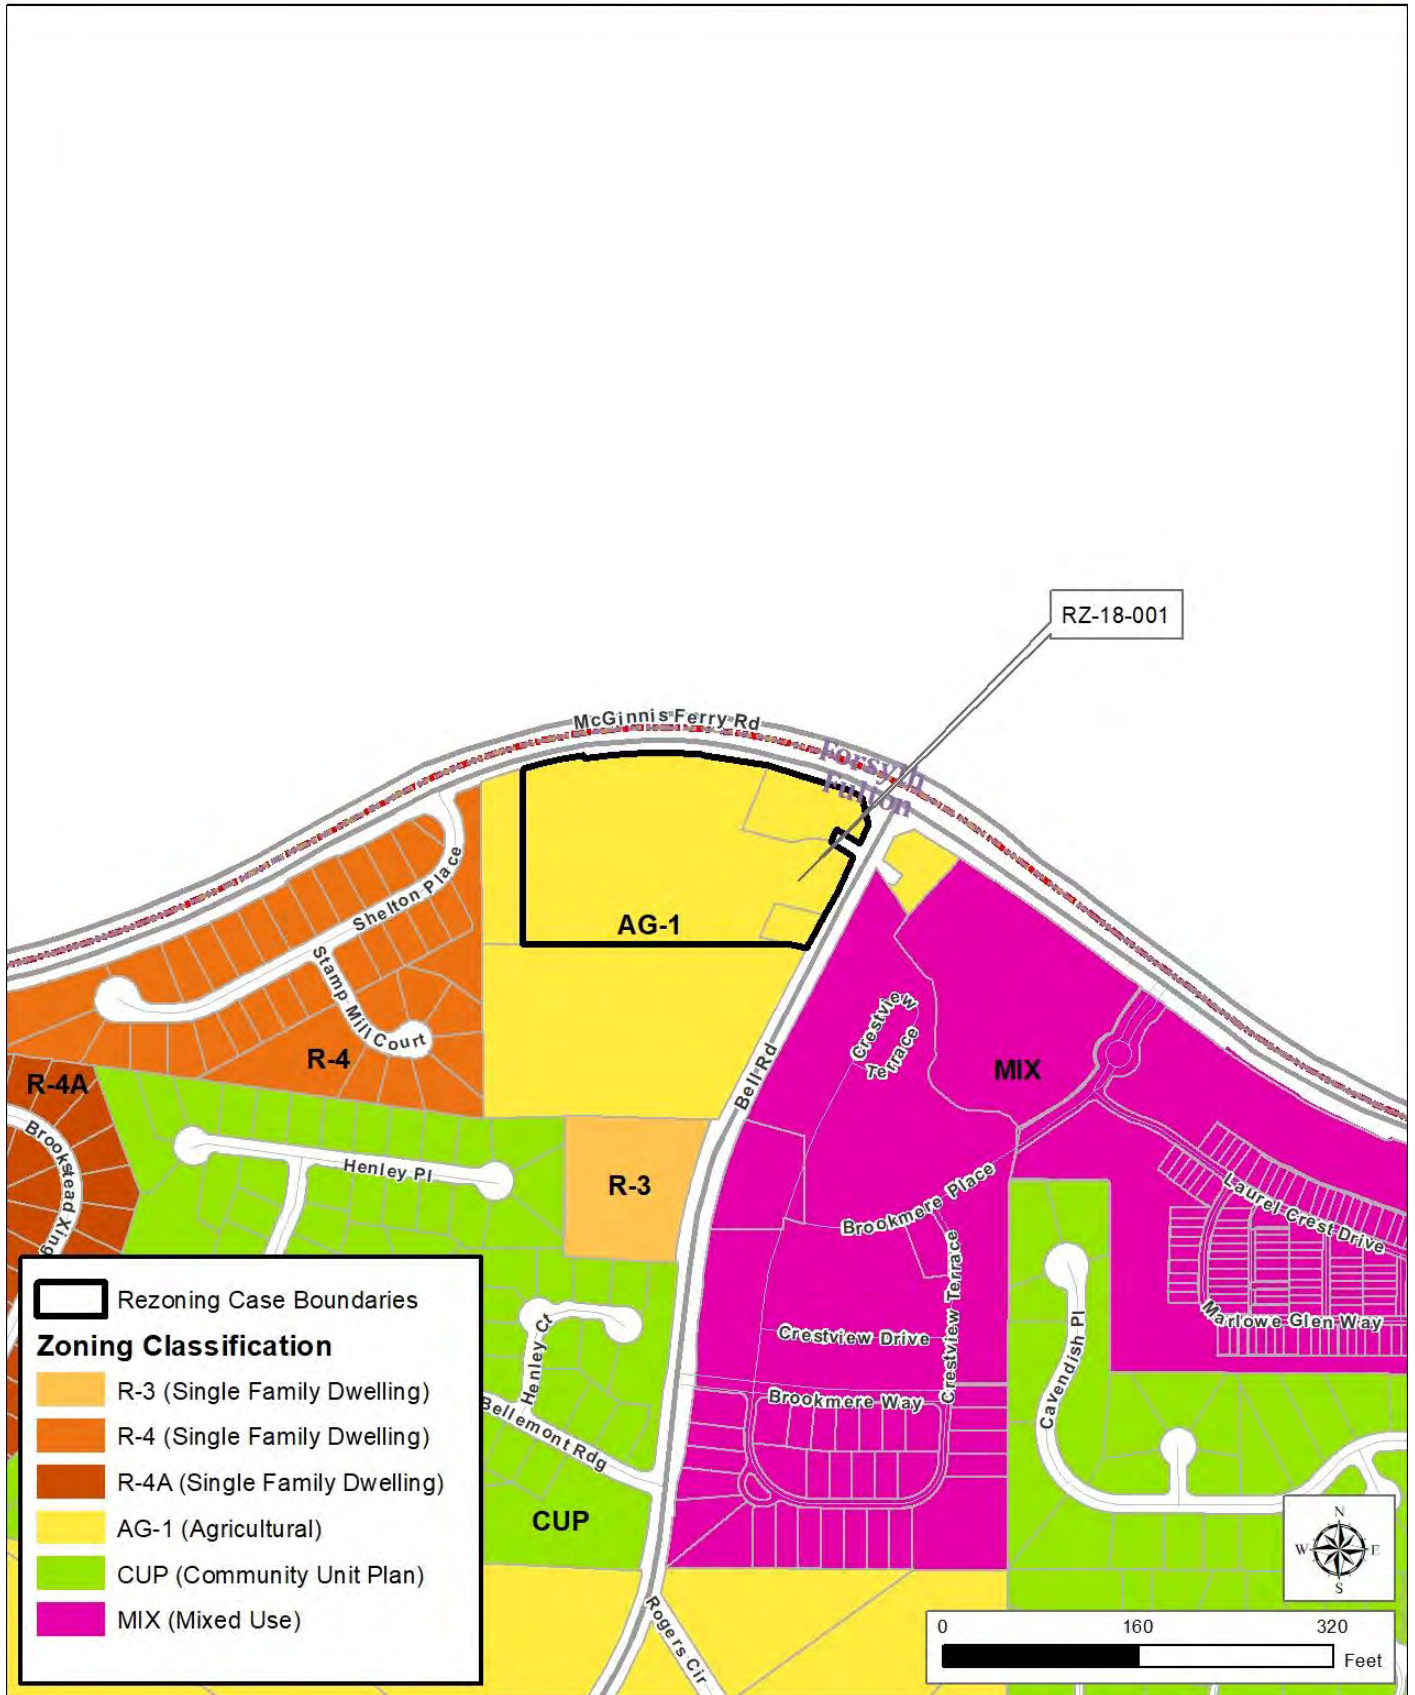 RZ-18-001
McGinnis Ferry Rd
Forsyth
Fulton
Shelton Place
AG-1
Stamp Mill Court
R-4
R-4A
Crestview
Terrace
Bell Rd
MIX
Brookstead Xing
Henley Pl
R-3
Brookmere Place
Laurel Crest Drive
Crestview Terrace
Marlowe Glen Way
Crestview Drive
Cavendish Pl
Henley Ct
Brookmere Way
Bellemont Rdg
CUP
Rogers Cir
Rezoning Case Boundaries
Zoning Classification
R-3 (Single Family Dwelling)
R-4 (Single Family Dwelling)
R-4A (Single Family Dwelling)
AG-1 (Agricultural)
CUP (Community Unit Plan)
MIX (Mixed Use)
N
W E
S
0 160 320
Feet